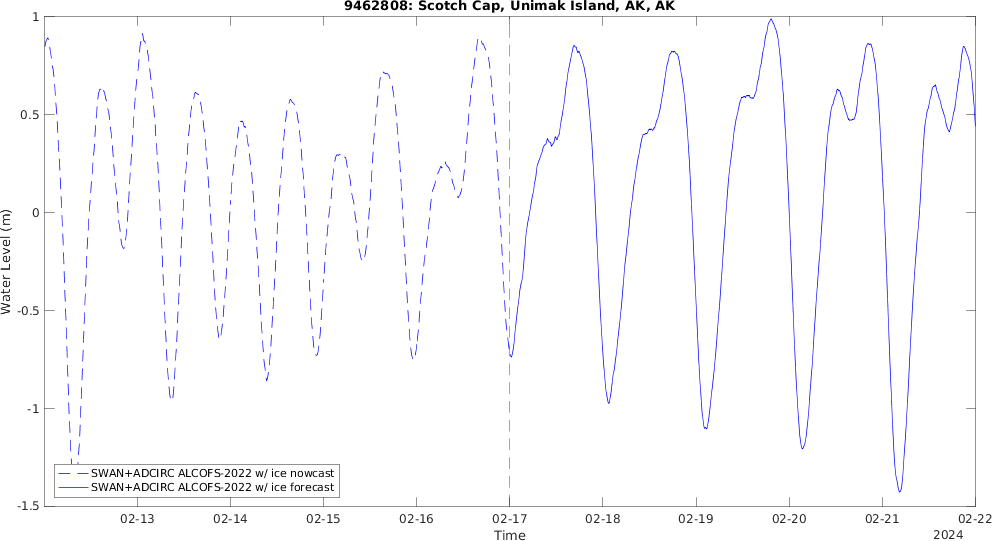 9462808: Scotch Cap, Unimak Island, AK, AK
1
0.5
0
-0.5
-1
-1.5
Water Level (m)
SWAN+ADCIRC ALCOFS-2022 w/ ice nowcast
SWAN+ADCIRC ALCOFS-2022 w/ ice forecast
02-13 02-14 02-15 02-16 02-17 02-18 02-19 02-20 02-21 02-22
Time
2024